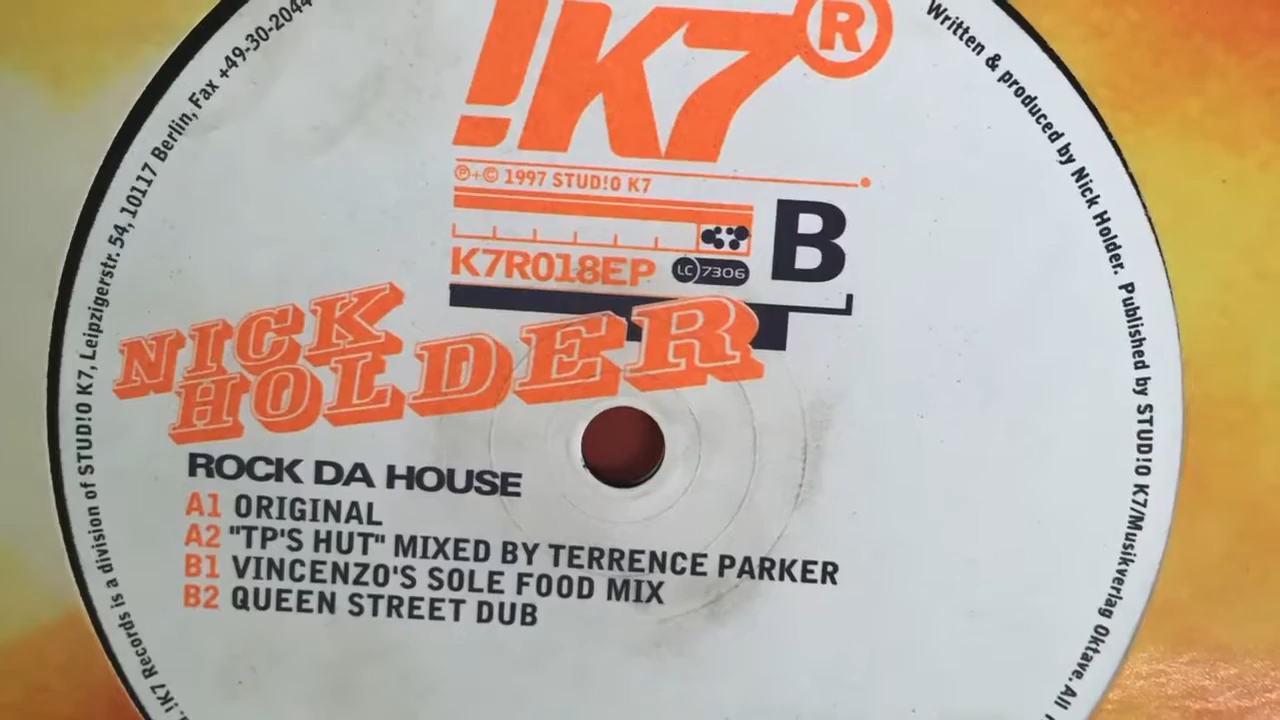 !K7®
℗+© 1997 STUD!O K7
B
K7R018EP
LC 7306
NICK
HOLDER
ROCK DA HOUSE
A1 ORIGINAL
A2 "TP'S HUT" MIXED BY TERRENCE PARKER
B1 VINCENZO'S SOLE FOOD MIX
B2 QUEEN STREET DUB
!K7 Records is a division of STUD!O K7, Leipzigerstr. 54, 10117 Berlin, Fax +49-30-2044
Written & produced by Nick Holder. Published by STUD!O K7/Musikverlag Oktave. All